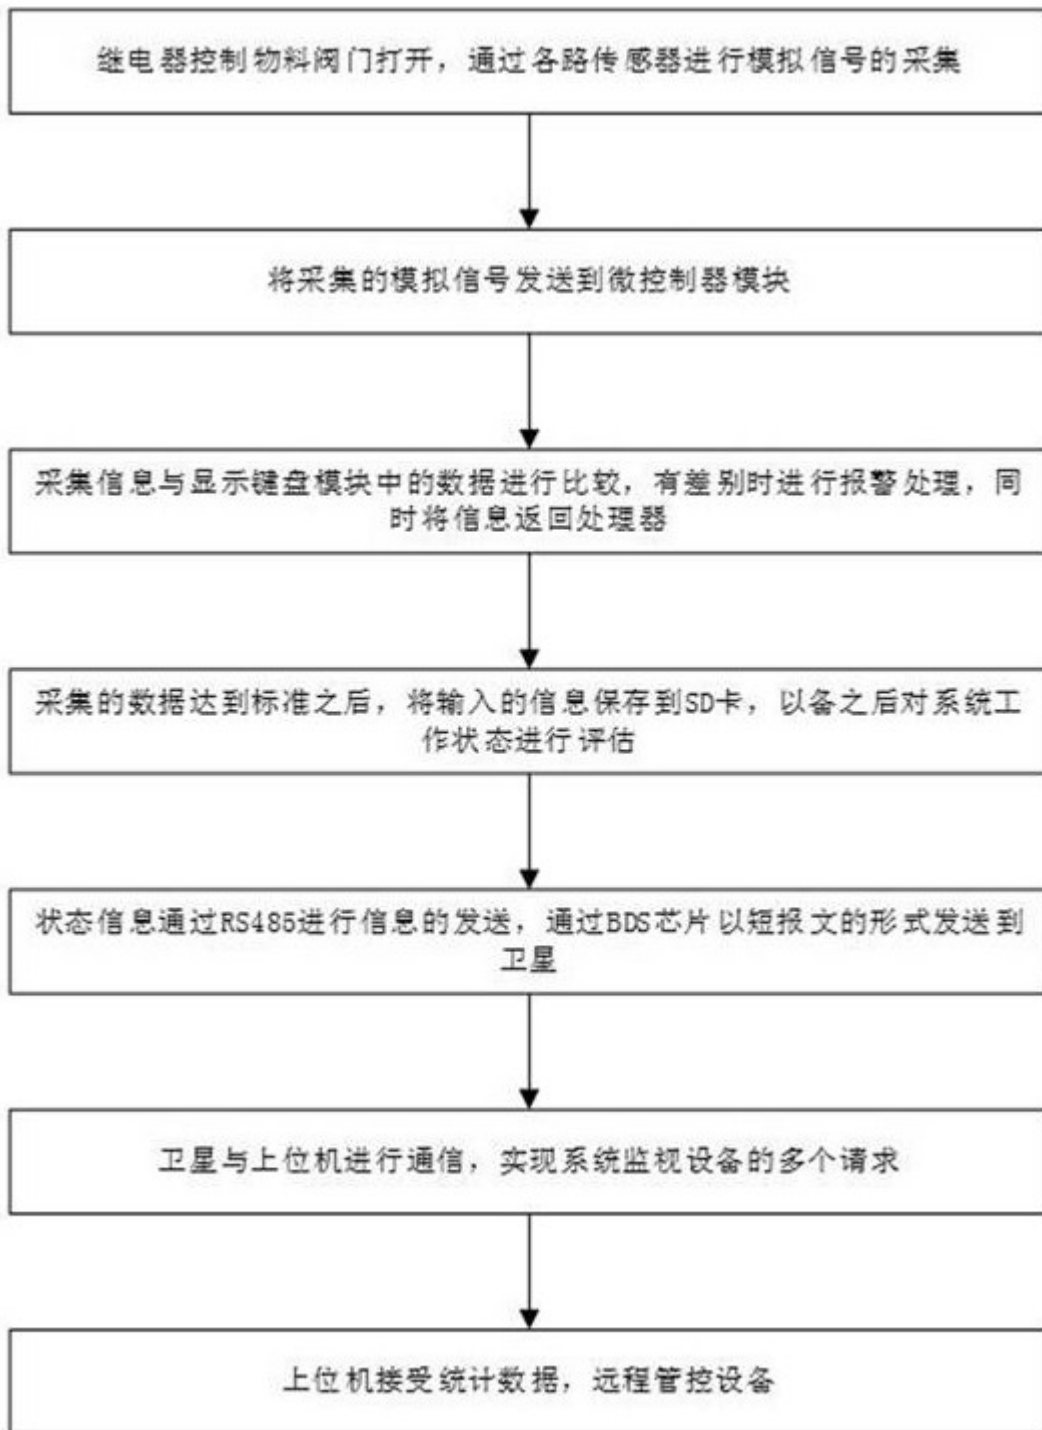 继电器控制物料阀门打开，通过各路传感器进行模拟信号的采集
将采集的模拟信号发送到微控制器模块
采集信息与显示键盘模块中的数据进行比较，有差别时进行报警处理，同
时将信息返回处理器
采集的数据达到标准之后，将输入的信息保存到SD卡，以备之后对系统工
作状态进行评估
状态信息通过RS485进行信息的发送，通过BDS芯片以短报文的形式发送到
卫星
卫星与上位机进行通信，实现系统监视设备的多个请求
上位机接受统计数据，远程管控设备